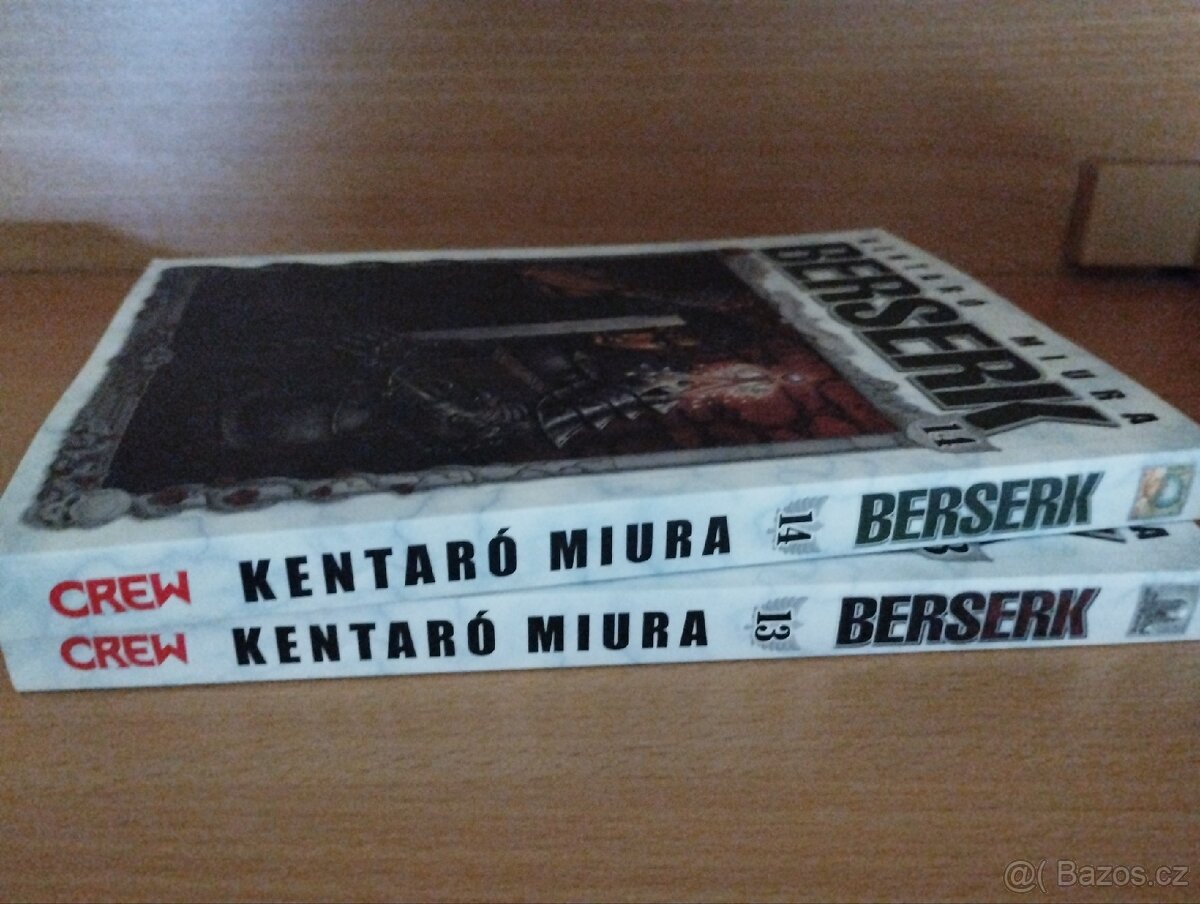 KENTARÓ MIURA
BERSERK
14
CREW KENTARÓ MIURA 14 BERSERK
CREW KENTARÓ MIURA 13 BERSERK
@( Bazos.cz